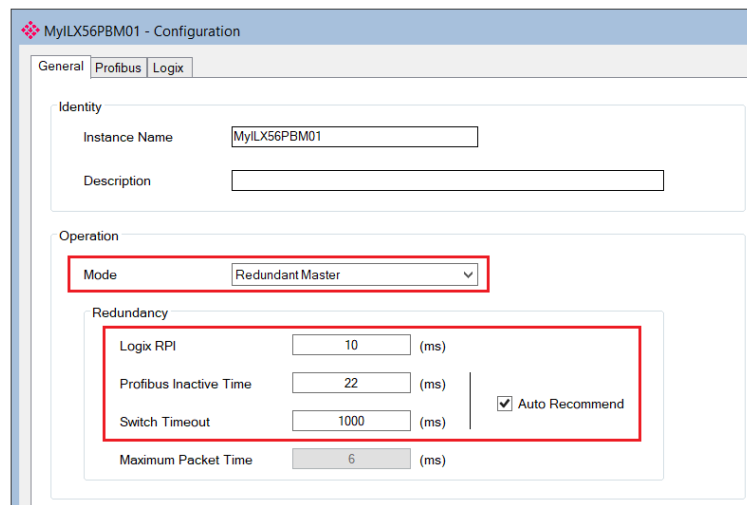 MyILX56PBM01 - Configuration
General Profibus Logix
Identity
Instance Name MyILX56PBM01
Description
Operation
Mode Redundant Master
Redundancy
Logix RPI 10 (ms)
Profibus Inactive Time 22 (ms)
Auto Recommend
Switch Timeout 1000 (ms)
Maximum Packet Time 6 (ms)